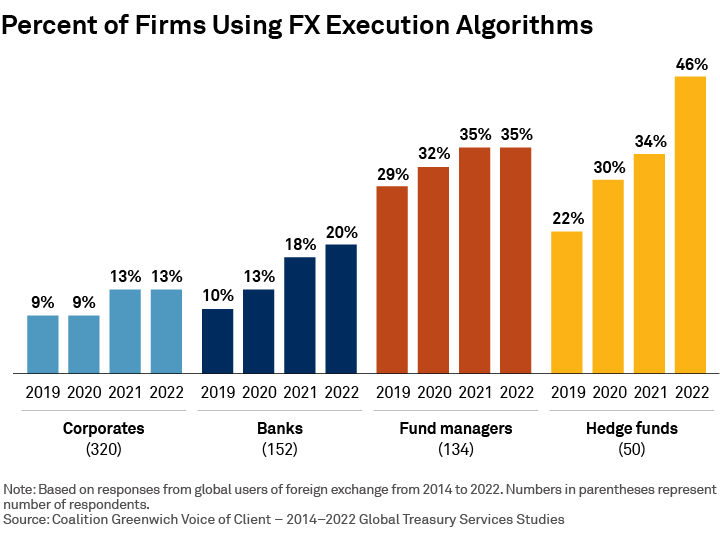 Percent of Firms Using FX Execution Algorithms
9% 9% 13% 13%
10% 13% 18% 20%
29% 32% 35% 35%
22% 30% 34% 46%
2019 2020 2021 2022 2019 2020 2021 2022 2019 2020 2021 2022 2019 2020 2021 2022
Corporates Banks Fund managers Hedge funds
(320) (152) (134) (50)
Note: Based on responses from global users of foreign exchange from 2014 to 2022. Numbers in parentheses represent
number of respondents.
Source: Coalition Greenwich Voice of Client – 2014–2022 Global Treasury Services Studies